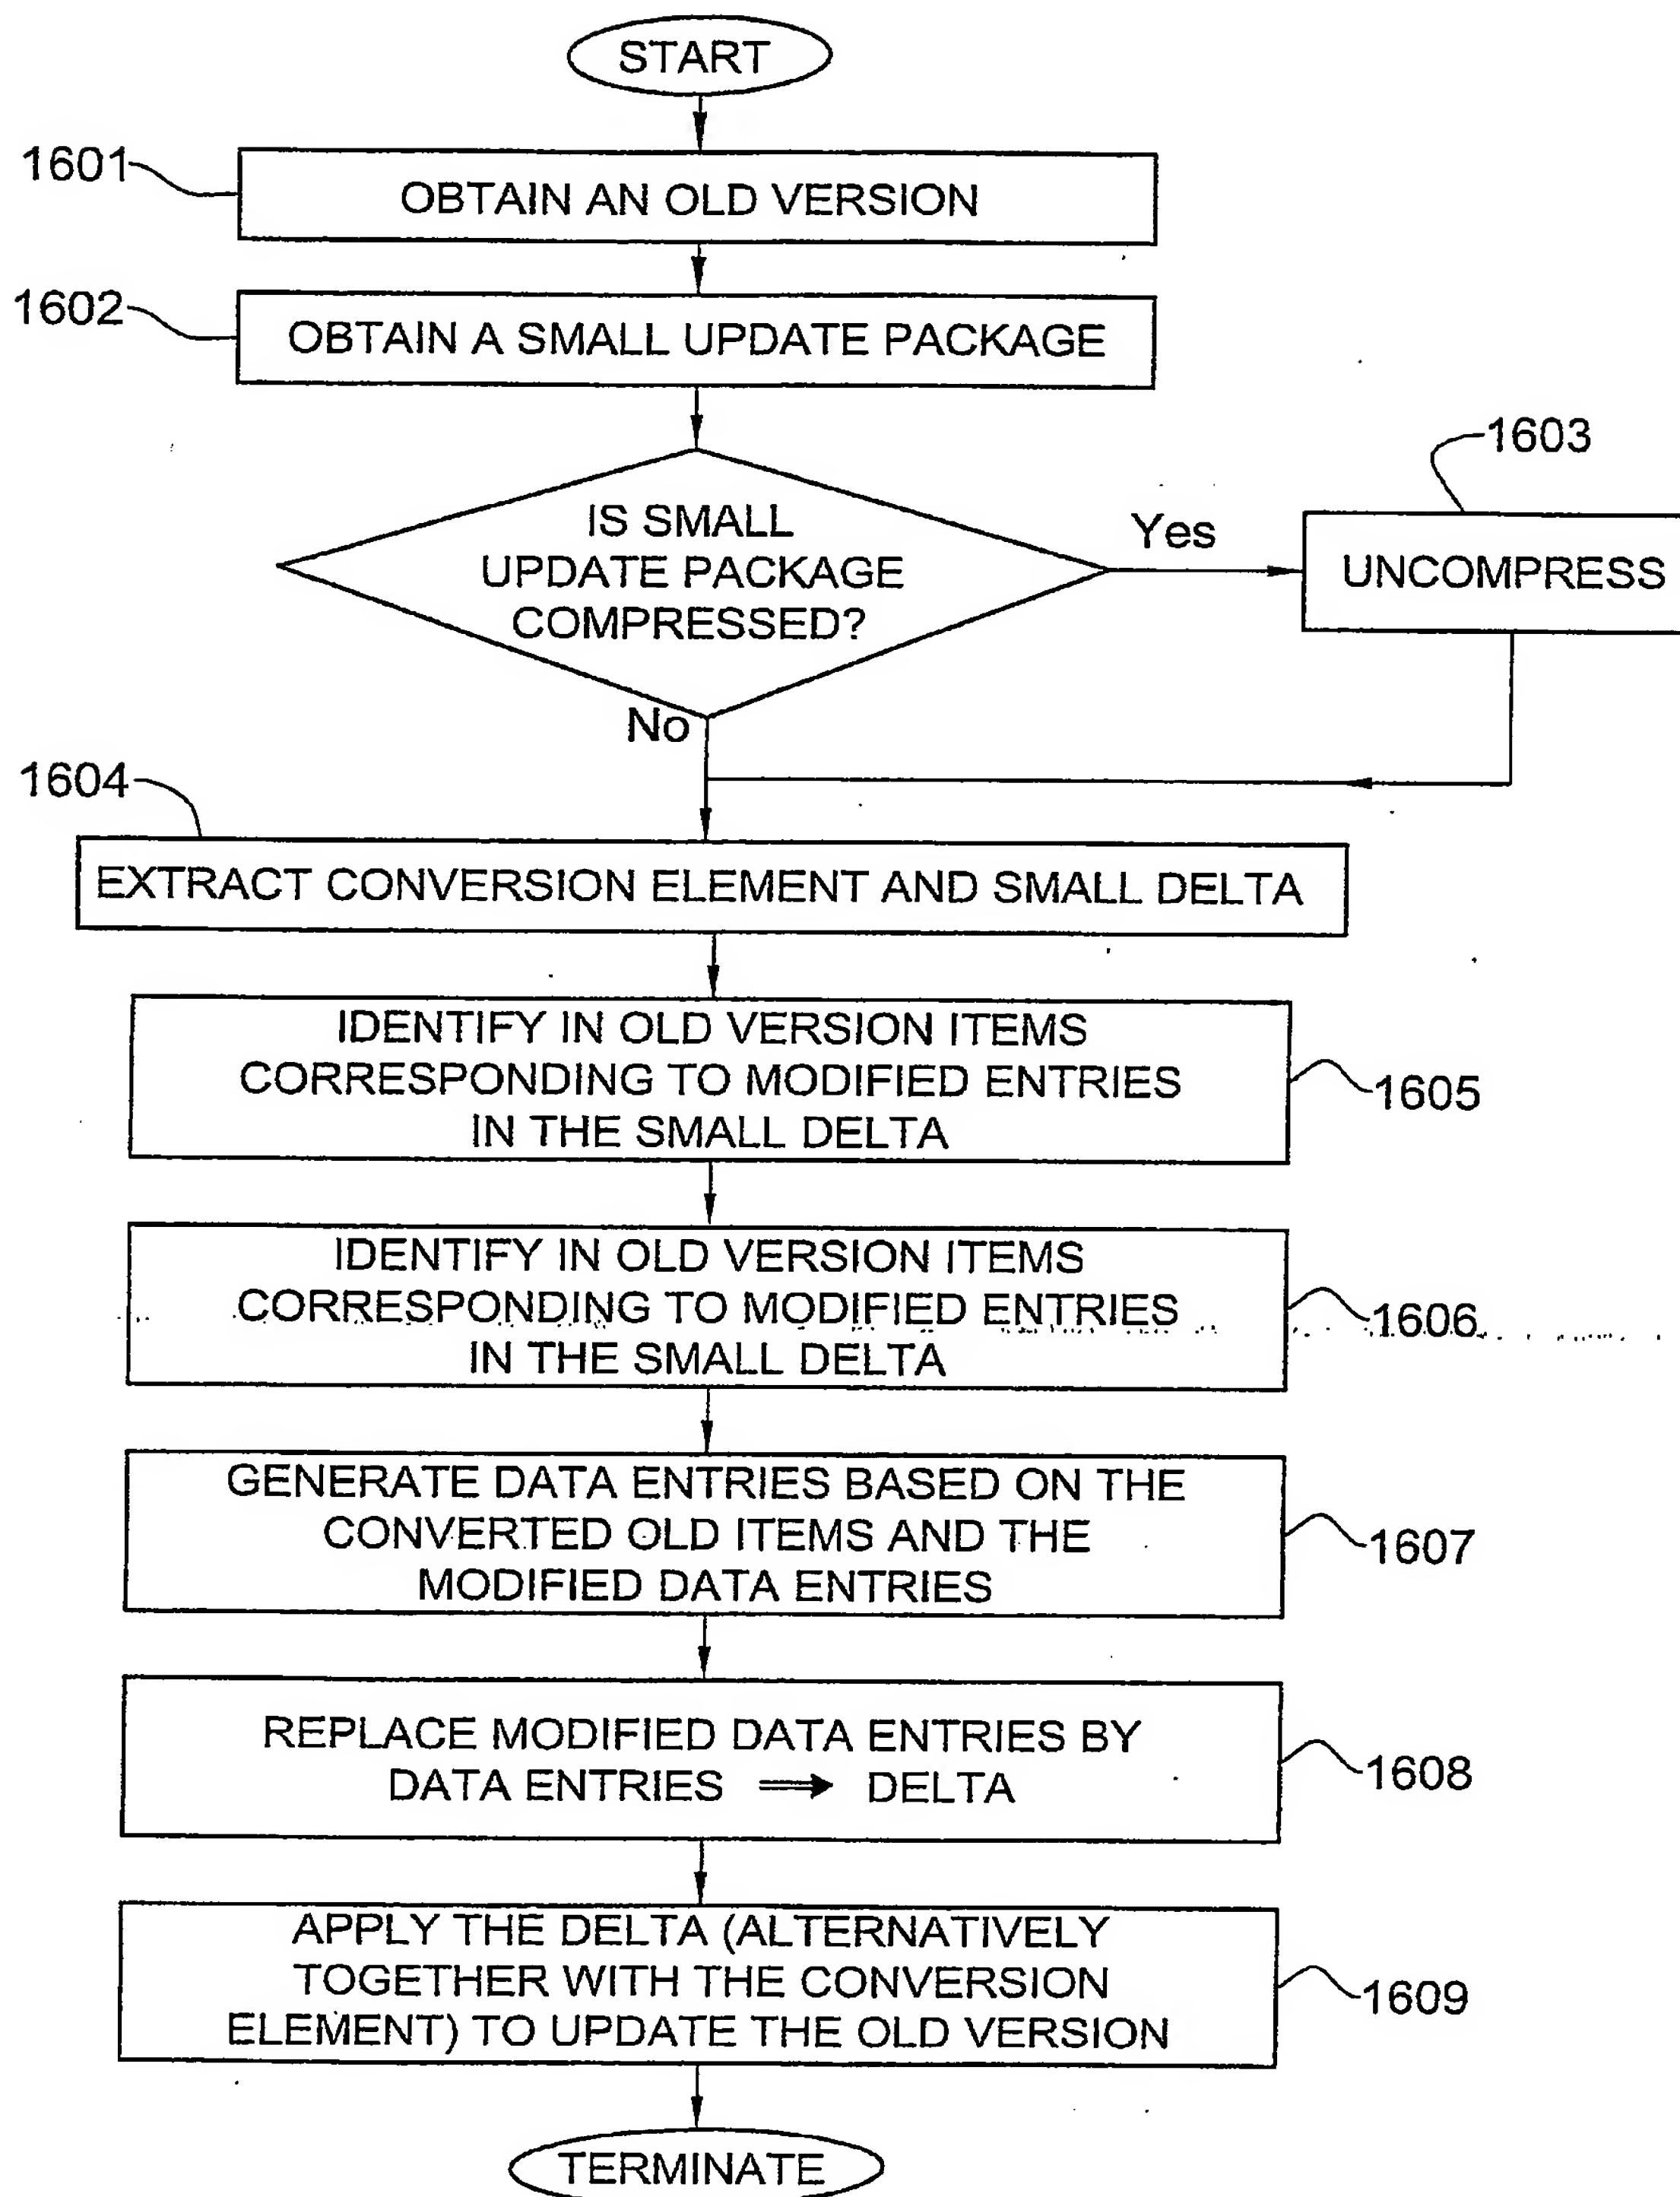 START
1601
OBTAIN AN OLD VERSION
1602
OBTAIN A SMALL UPDATE PACKAGE
IS SMALL
UPDATE PACKAGE
COMPRESSED?
Yes
1603
UNCOMPRESS
No
1604
EXTRACT CONVERSION ELEMENT AND SMALL DELTA
IDENTIFY IN OLD VERSION ITEMS
CORRESPONDING TO MODIFIED ENTRIES
IN THE SMALL DELTA
1605
IDENTIFY IN OLD VERSION ITEMS
CORRESPONDING TO MODIFIED ENTRIES
IN THE SMALL DELTA
1606
GENERATE DATA ENTRIES BASED ON THE
CONVERTED OLD ITEMS AND THE
MODIFIED DATA ENTRIES
1607
REPLACE MODIFIED DATA ENTRIES BY
DATA ENTRIES ⇒ DELTA
1608
APPLY THE DELTA (ALTERNATIVELY
TOGETHER WITH THE CONVERSION
ELEMENT) TO UPDATE THE OLD VERSION
1609
TERMINATE